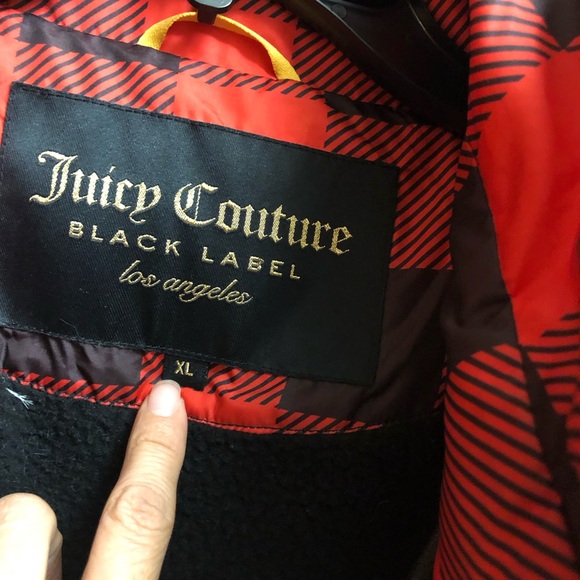 Juicy Couture
BLACK LABEL
los angeles
XL